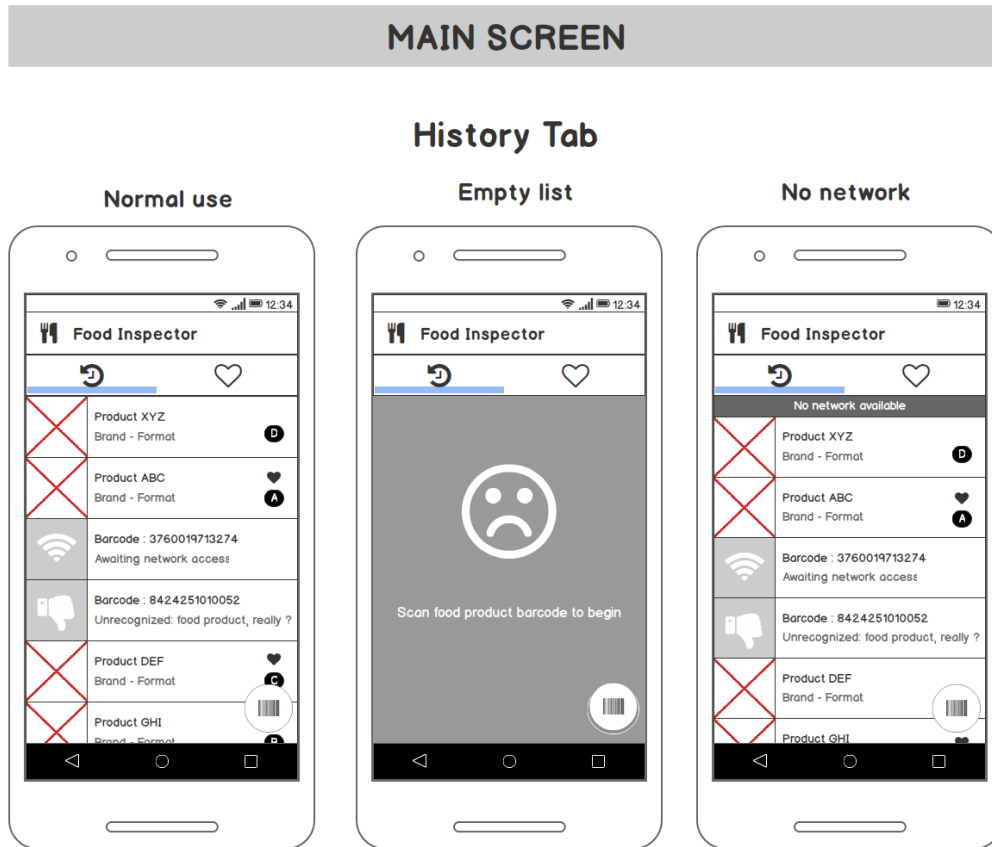 MAIN SCREEN
History Tab
Normal use
12:34
Food Inspector
Product XYZ
Brand - Format
D
Product ABC
Brand - Format
A
Barcode : 3760019713274
Awaiting network access
Barcode : 8424251010052
Unrecognized: food product, really ?
Product DEF
Brand - Format
C
Product GHI
Brand - Format
B
Empty list
12:34
Food Inspector
Scan food product barcode to begin
No network
12:34
Food Inspector
No network available
Product XYZ
Brand - Format
D
Product ABC
Brand - Format
A
Barcode : 3760019713274
Awaiting network access
Barcode : 8424251010052
Unrecognized: food product, really ?
Product DEF
Brand - Format
Product GHI